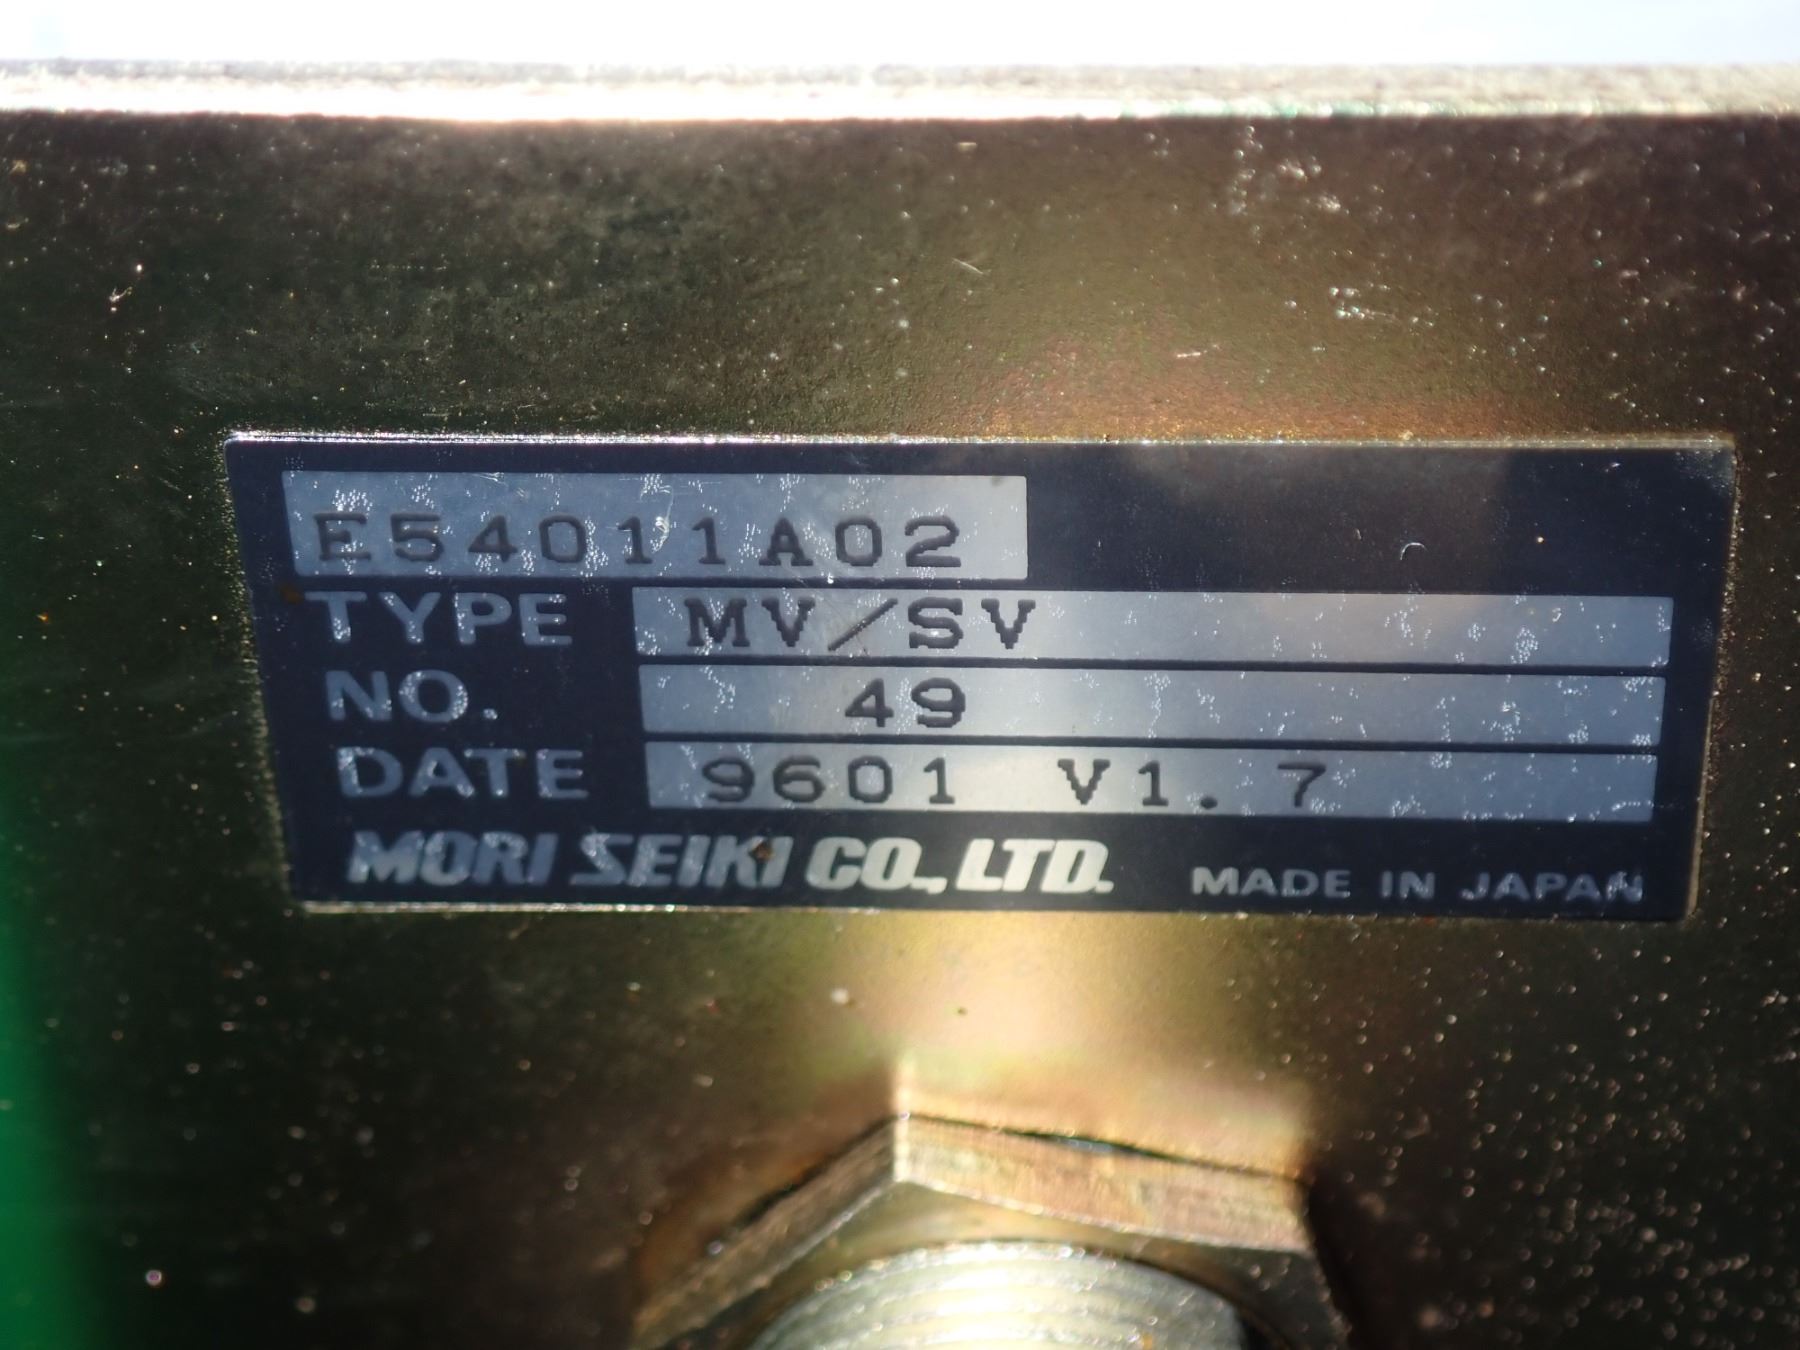 E54011A02
TYPE MV/SV
NO. 49
DATE 9601 V1.7
MORI SEIKI CO., LTD. MADE IN JAPAN